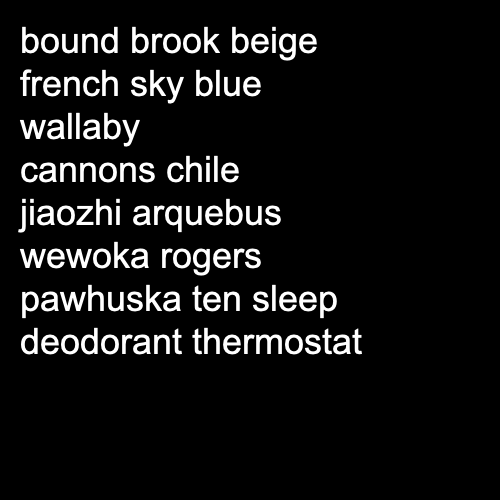 bound brook beige
french sky blue
wallaby
cannons chile
jiaozhi arquebus
wewoka rogers
pawhuska ten sleep
deodorant thermostat